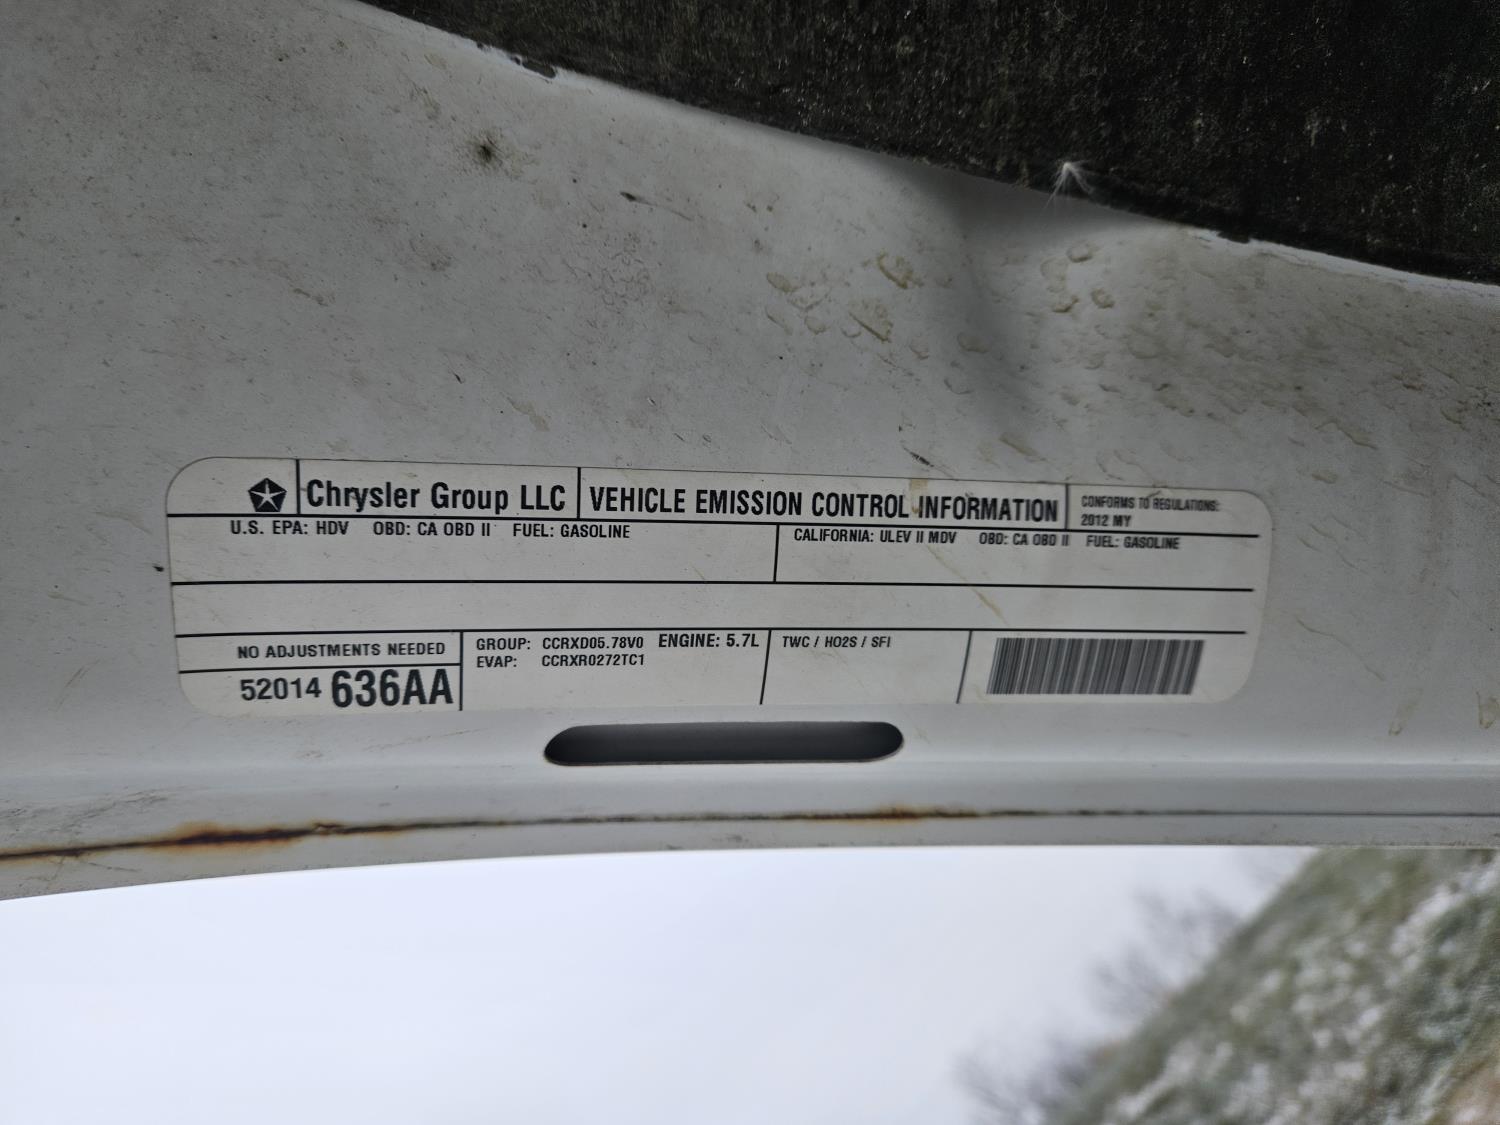 Chrysler Group LLC VEHICLE EMISSION CONTROL INFORMATION CONFORMS TO REGULATIONS:
2012 MY
U.S. EPA: HDV OBD: CA OBD II FUEL: GASOLINE CALIFORNIA: ULEV II MDV OBD: CA OBD II FUEL: GASOLINE
NO ADJUSTMENTS NEEDED GROUP: CCRXD05.78V0 ENGINE: 5.7L TWC / HO2S / SFI
EVAP: CCRXR0272TC1
52014 636AA